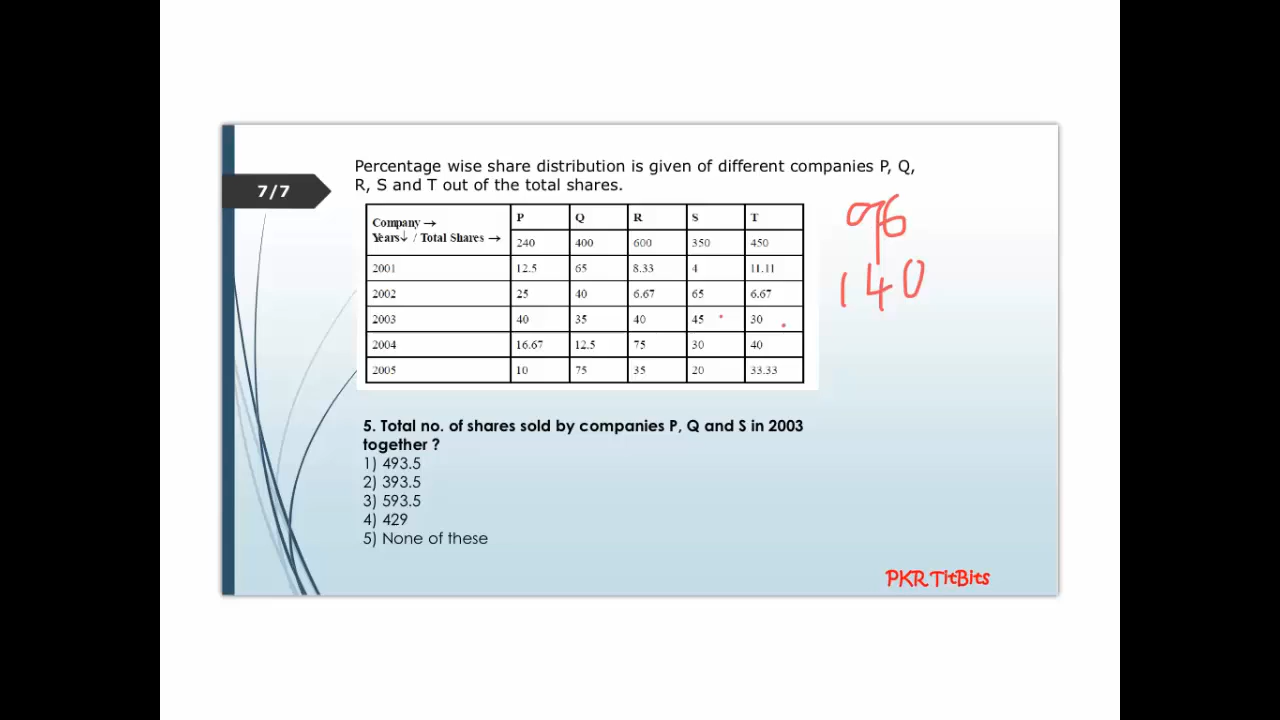 7/7
Percentage wise share distribution is given of different companies P, Q,
R, S and T out of the total shares.
Company → P Q R S T
Years↓ / Total Shares → 240 400 600 350 450
2001 12.5 65 8.33 4 11.11
2002 25 40 6.67 65 6.67
2003 40 35 40 45 30
2004 16.67 12.5 75 30 40
2005 10 75 35 20 33.33
96
140
5. Total no. of shares sold by companies P, Q and S in 2003
together ?
1) 493.5
2) 393.5
3) 593.5
4) 429
5) None of these
PKR TitBits